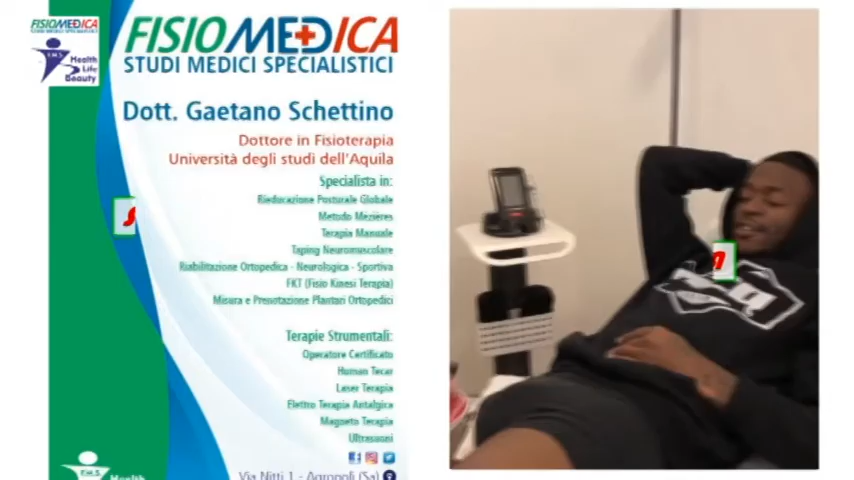 FISIOMEDICA
STUDI MEDICI SPECIALISTICI
F.M.S
Health
Life
Beauty
FISIOMEDICA
STUDI MEDICI SPECIALISTICI
Dott. Gaetano Schettino
Dottore in Fisioterapia
Università degli studi dell'Aquila
Specialista in:
Rieducazione Posturale Globale
Metodo Mézières
Terapia Manuale
Taping Neuromuscolare
Riabilitazione Ortopedica - Neurologica - Sportiva
FKT (Fisio Kinesi Terapia)
Misura e Prenotazione Plantari Ortopedici
Terapie Strumentali:
Operatore Certificato
Human Tecar
Laser Terapia
Elettro Terapia Antalgica
Magneto Terapia
Ultrasuoni
Via Nitti 1 - Agropoli (Sa)
F.M.S
Health